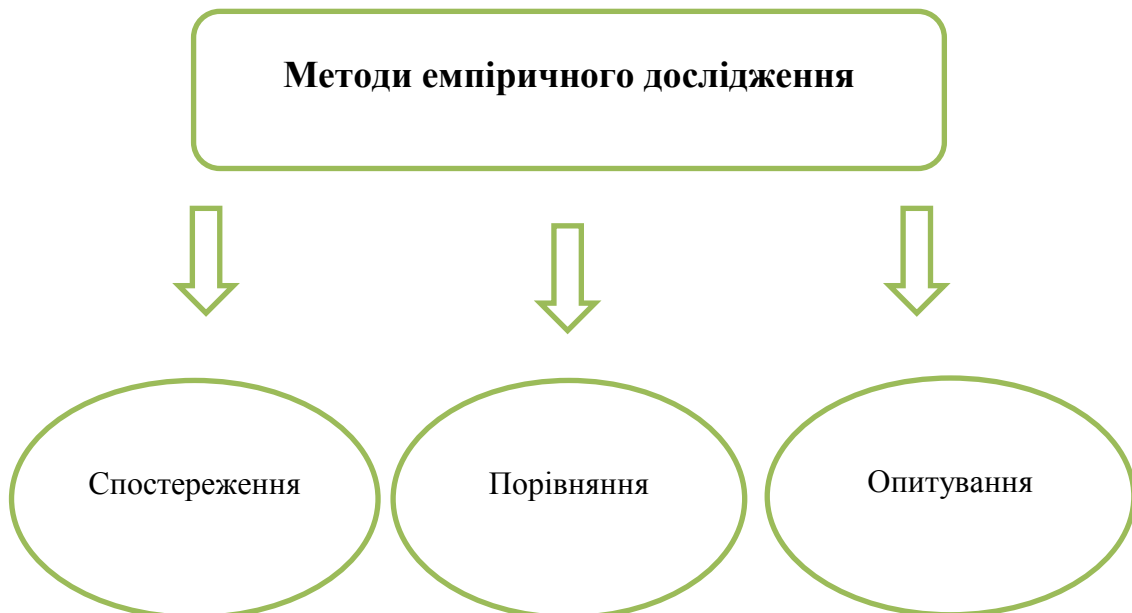 Методи емпіричного дослідження
Спостереження
Порівняння
Опитування